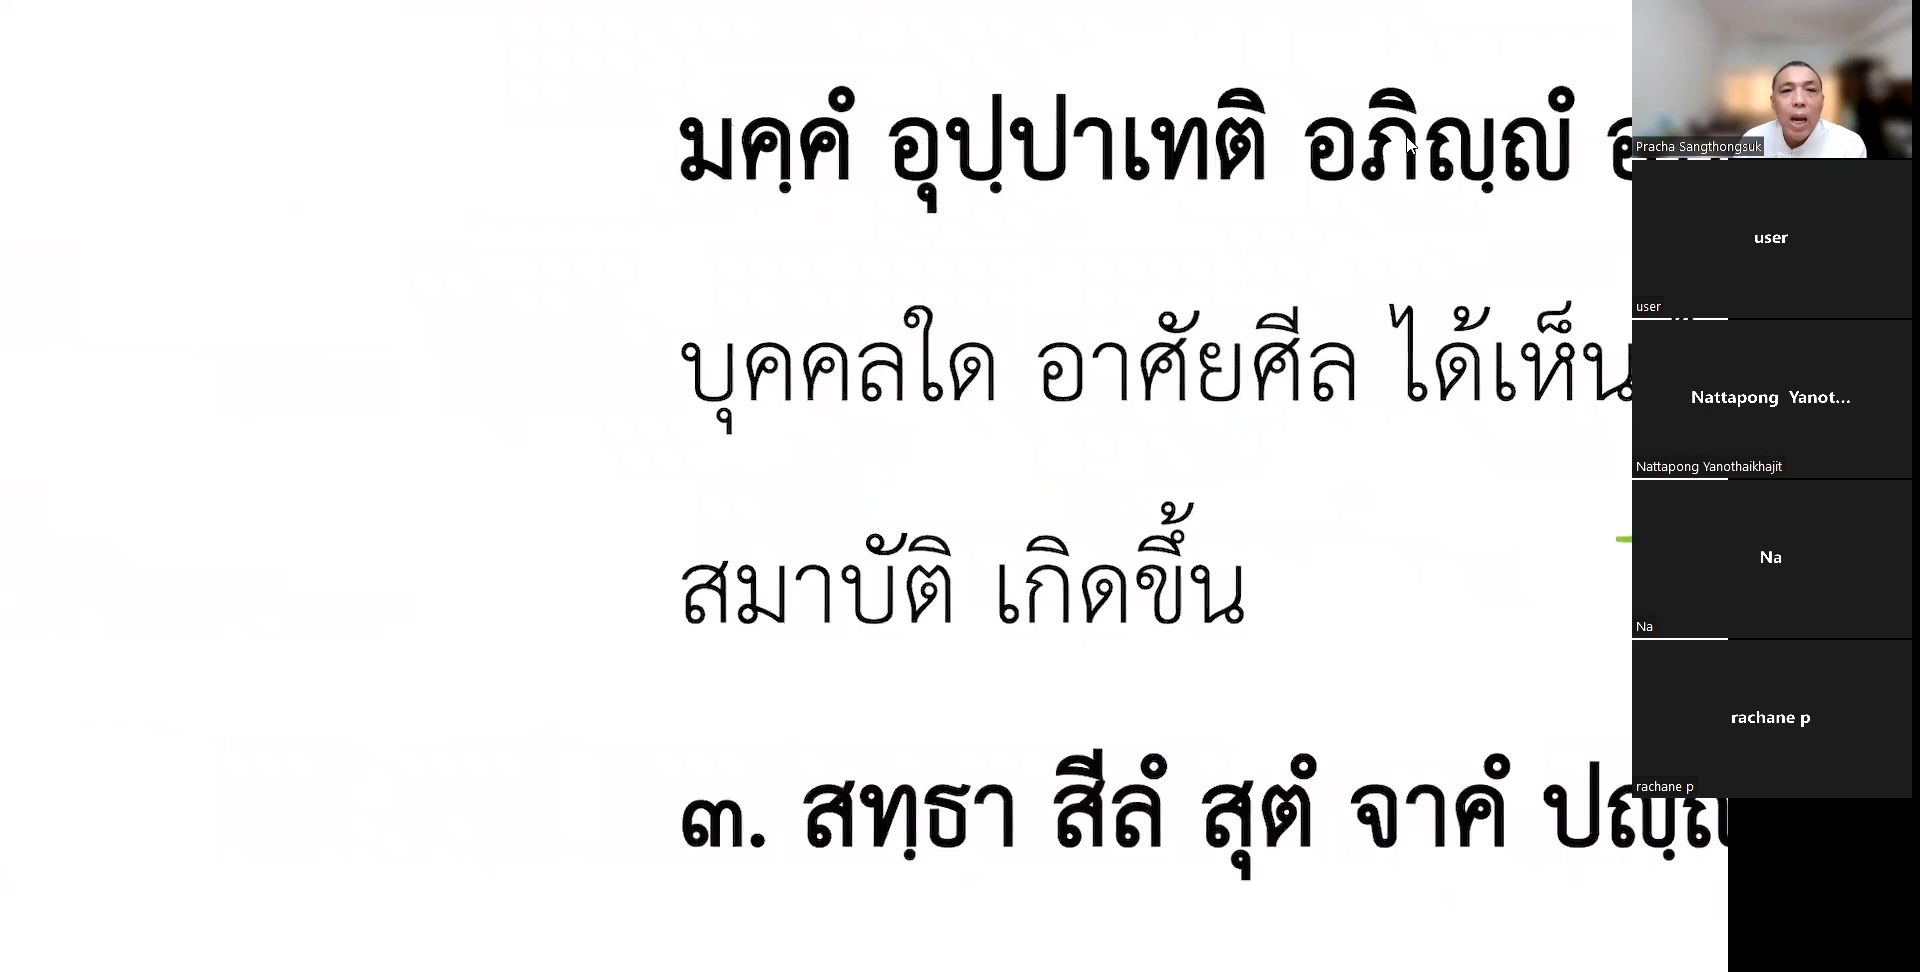 มคฺคํ อุปฺปาเทติ อภิญฺญํ
บุคคลใด อาศัยศีล ได้เห็น
สมาบัติ เกิดขึ้น
๓. สทฺธา สีลํ สุตํ จาคํ
Pracha Sangthongsuk
user
user
Nattapong Yanot...
Nattapong Yanothaikhajit
Na
Na
rachane p
rachane p